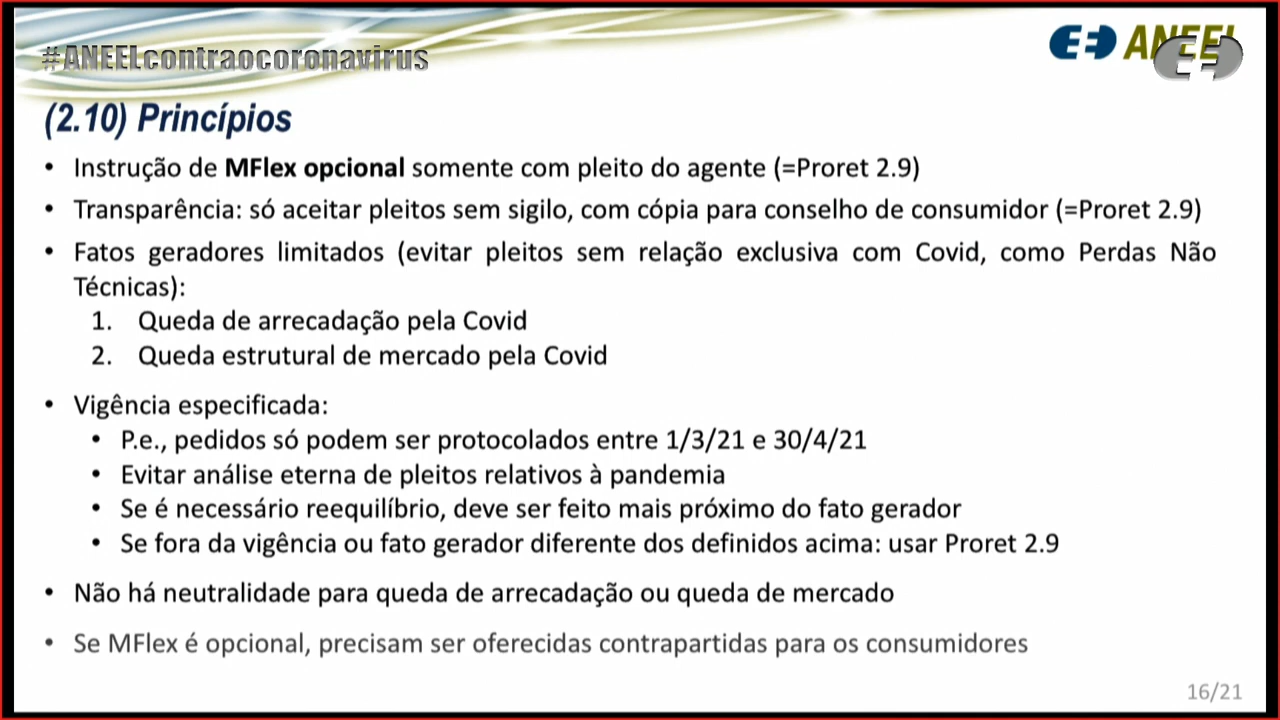 #ANEELcontraocoronavirus
ANEEL
(2.10) Princípios
• Instrução de MFlex opcional somente com pleito do agente (=Proret 2.9)
• Transparência: só aceitar pleitos sem sigilo, com cópia para conselho de consumidor (=Proret 2.9)
• Fatos geradores limitados (evitar pleitos sem relação exclusiva com Covid, como Perdas Não
Técnicas):
1. Queda de arrecadação pela Covid
2. Queda estrutural de mercado pela Covid
• Vigência especificada:
• P.e., pedidos só podem ser protocolados entre 1/3/21 e 30/4/21
• Evitar análise eterna de pleitos relativos à pandemia
• Se é necessário reequilíbrio, deve ser feito mais próximo do fato gerador
• Se fora da vigência ou fato gerador diferente dos definidos acima: usar Proret 2.9
• Não há neutralidade para queda de arrecadação ou queda de mercado
• Se MFlex é opcional, precisam ser oferecidas contrapartidas para os consumidores
16/21